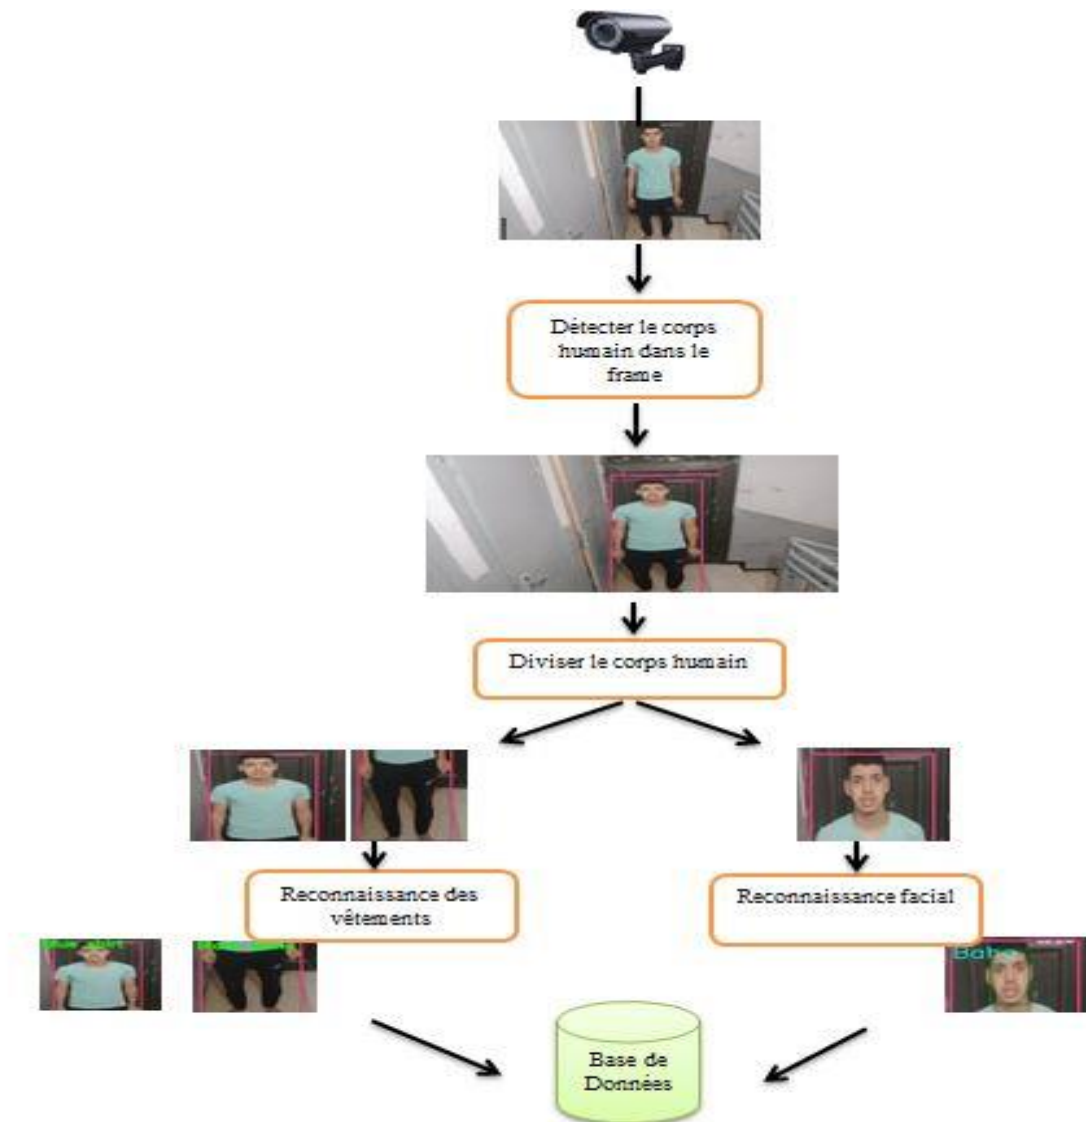 Détecter le corps
humain dans le
frame
Diviser le corps humain
Reconnaissance des
vêtements
Reconnaissance facial
Base de
Données